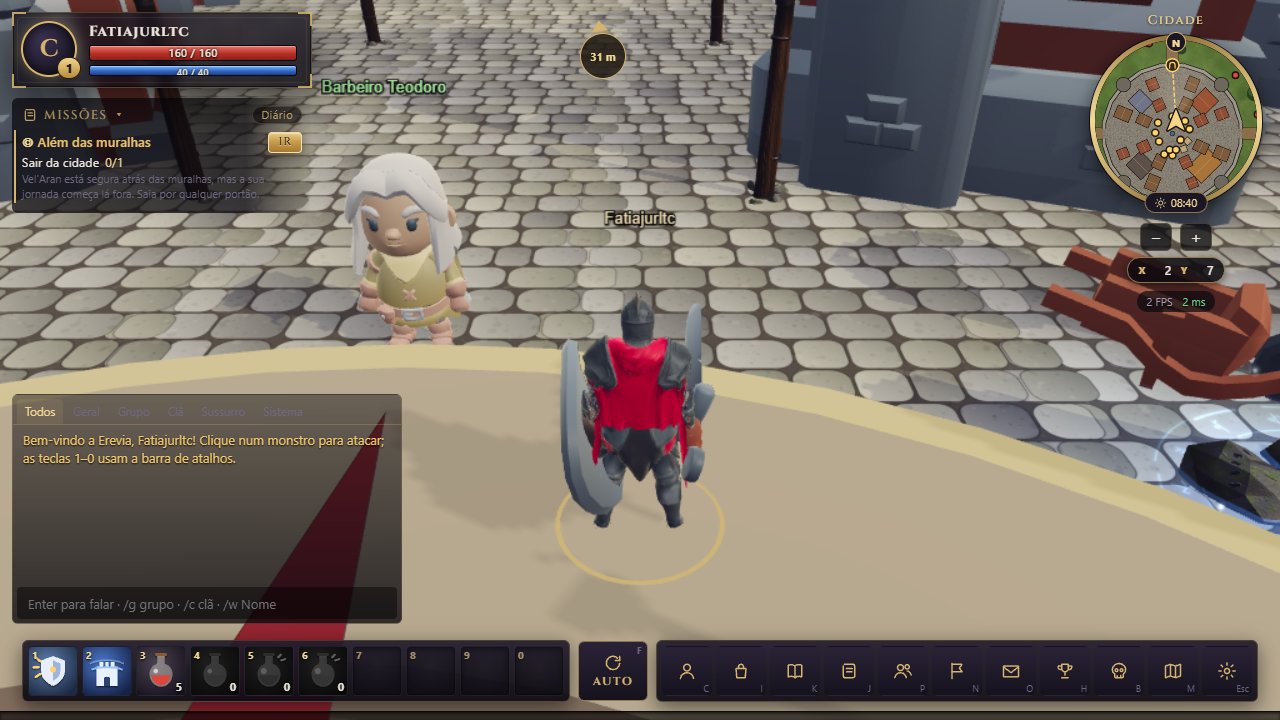 Fatiajurltc
C
1
160 / 160
40 / 40
MISSÕES
Diário
Além das muralhas
IR
Sair da cidade 0/1
Vel'Aran está segura atrás das muralhas, mas a sua
jornada começa lá fora. Saia por qualquer portão.
Barbeiro Teodoro
31 m
Fatiajurltc
CIDADE
N
08:40
− +
X 2 Y 7
2 FPS 2 ms
Todos Geral Grupo Clã Sussurro Sistema
Bem-vindo a Erevia, Fatiajurltc! Clique num monstro para atacar;
as teclas 1–0 usam a barra de atalhos.
Enter para falar · /g grupo · /c clã · /w Nome
1 2 3 4 5 6 7 8 9 0
5 0 0 0
F
AUTO
C I K J P N O H B M Esc